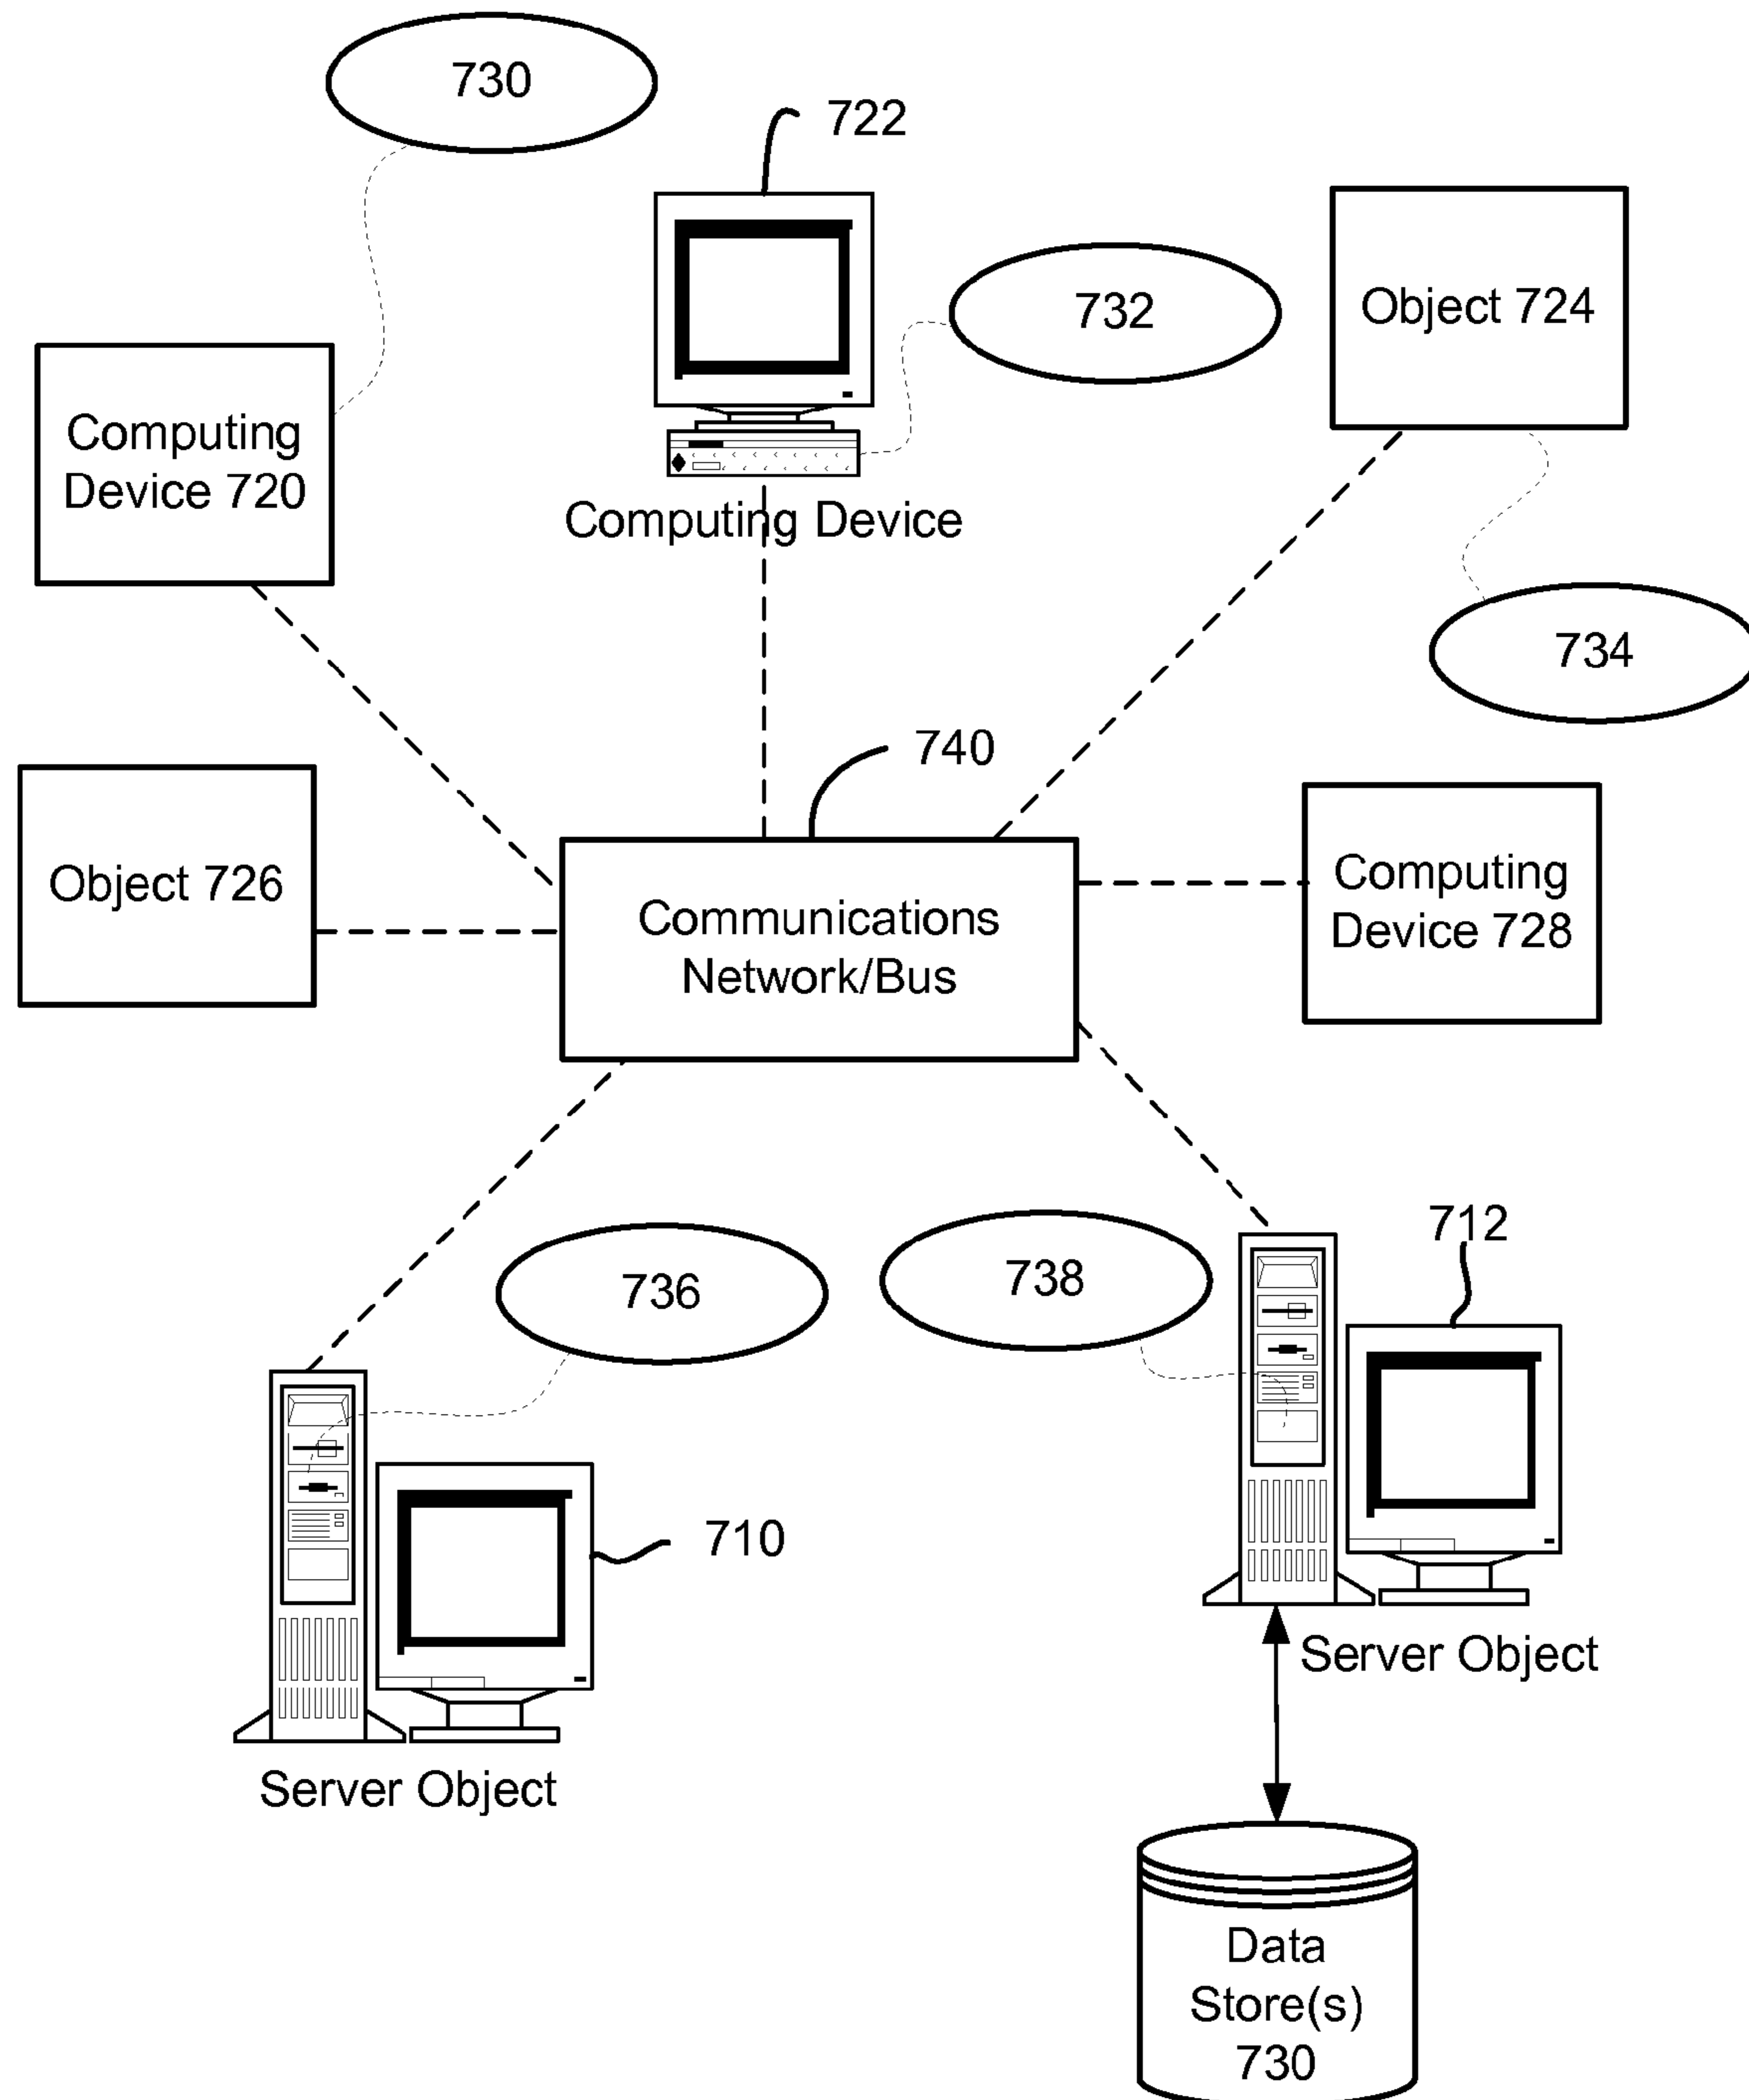 730
722
732
Object 724
Computing
Device 720
Computing Device
734
740
Object 726
Communications
Network/Bus
Computing
Device 728
712
736
738
710
Server Object
Server Object
Data
Store(s)
730